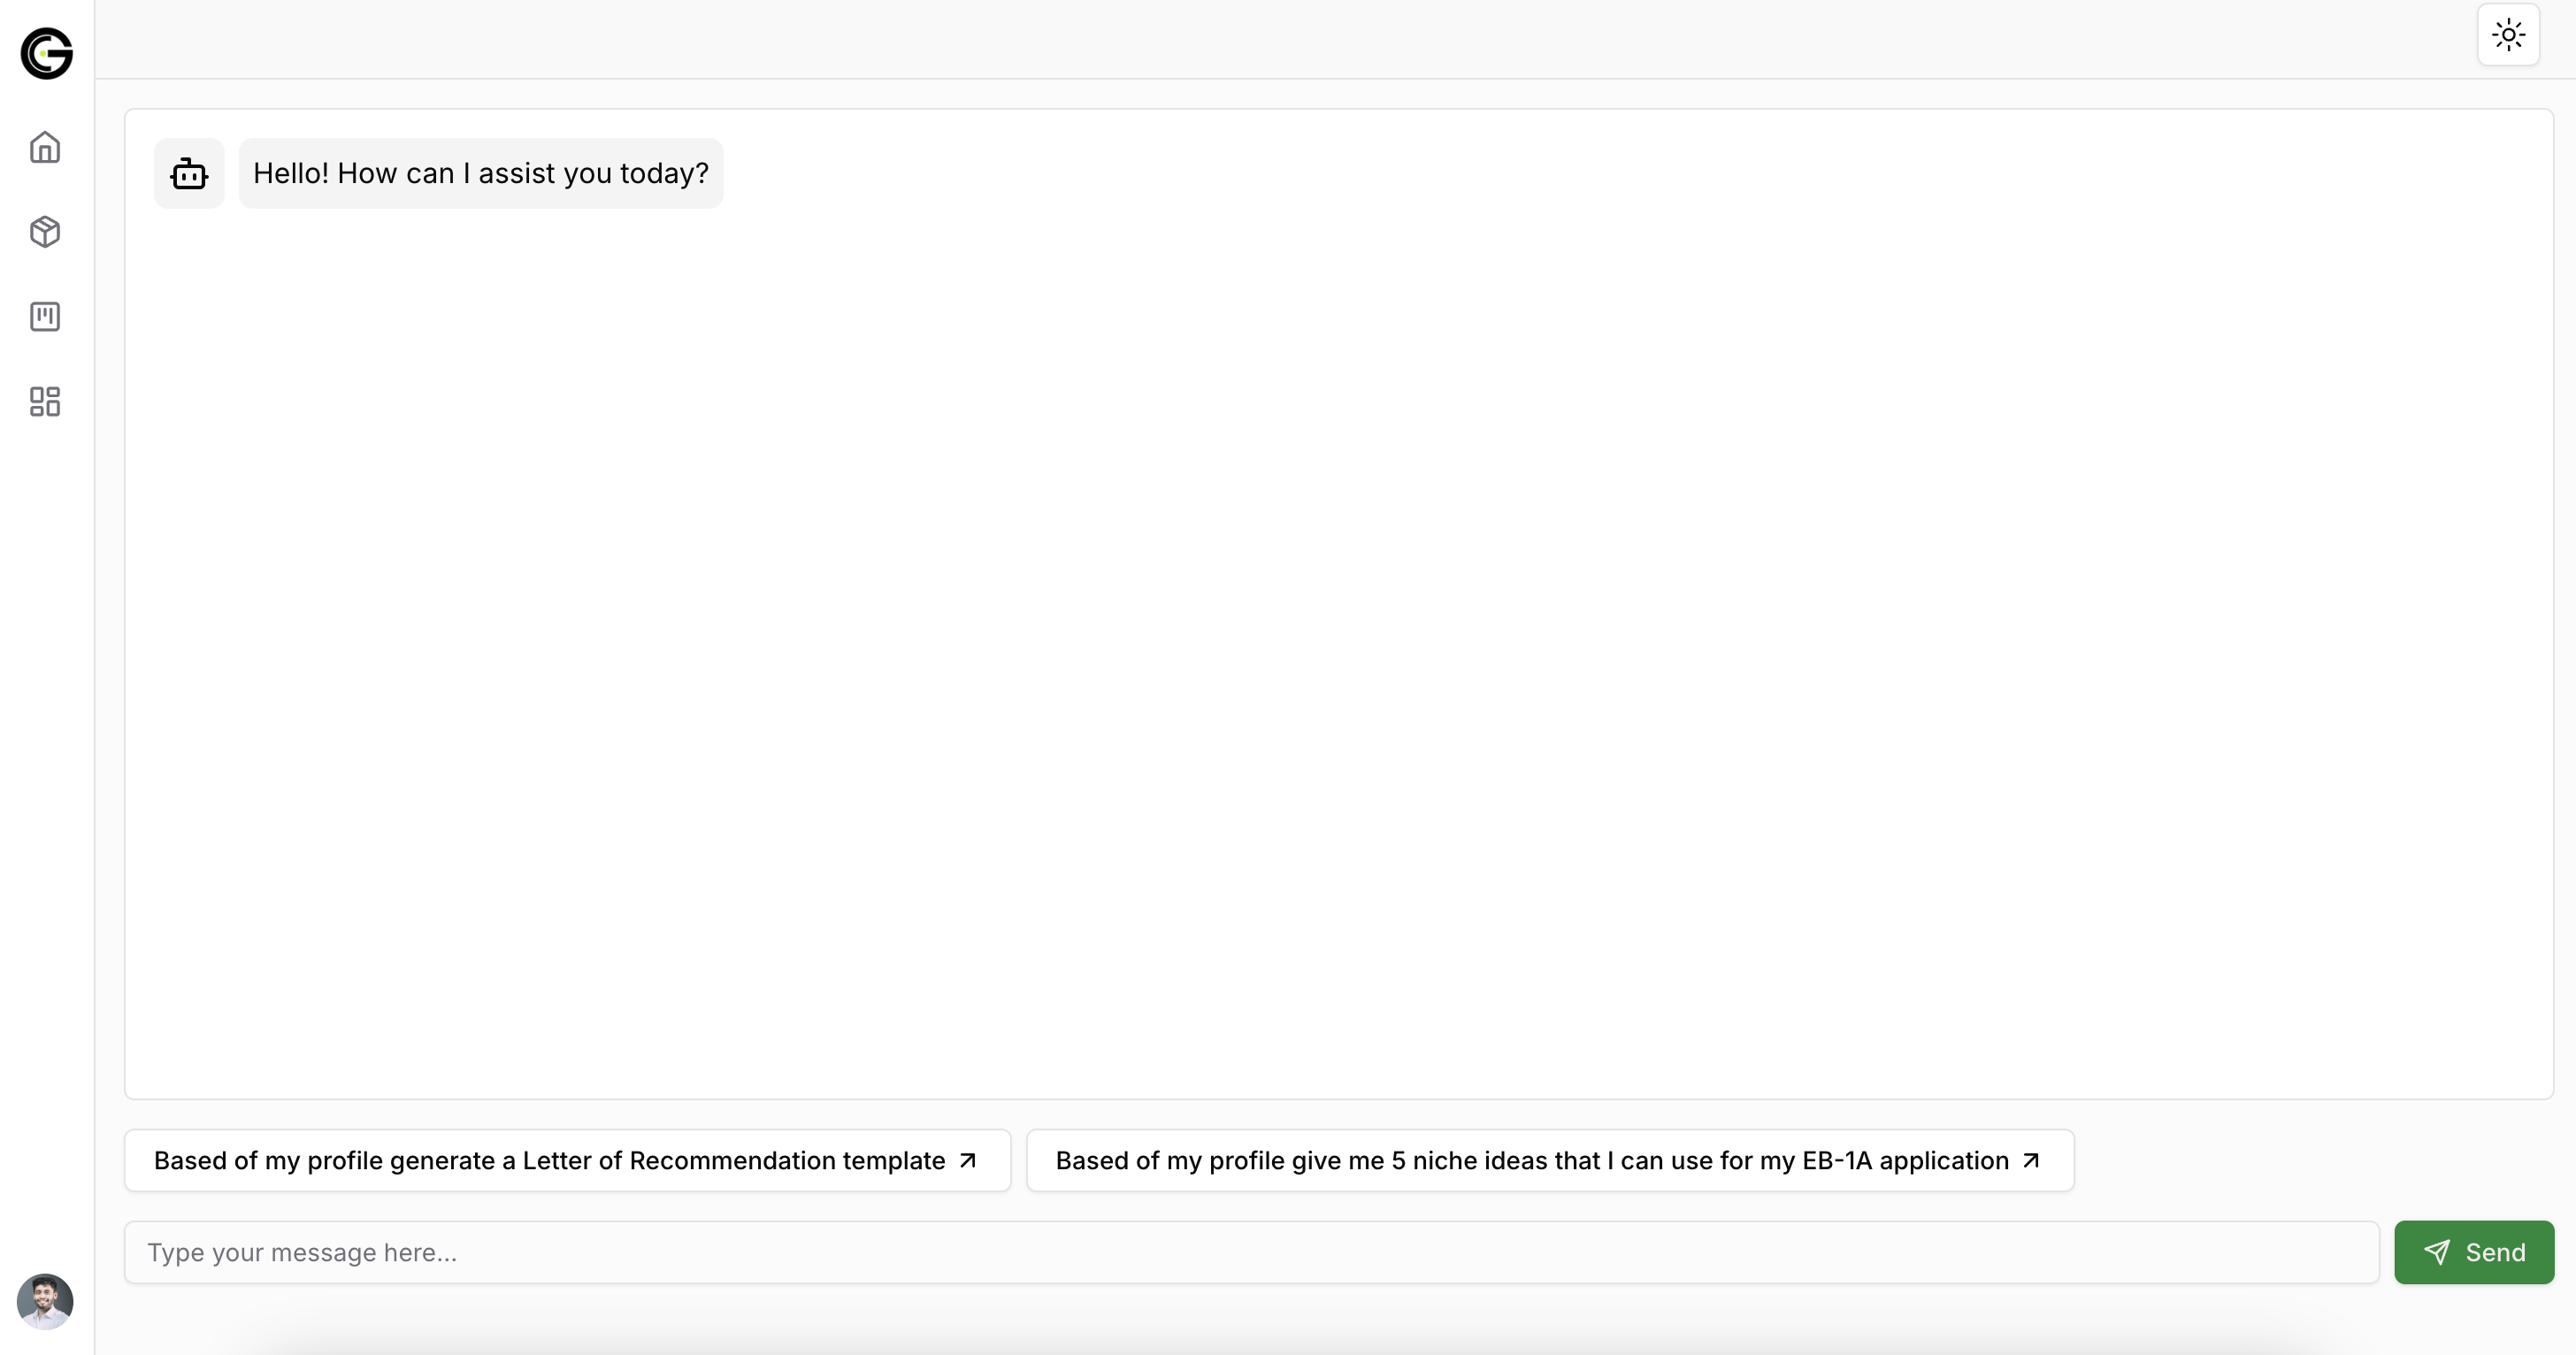 Hello! How can I assist you today?
Based of my profile generate a Letter of Recommendation template
Based of my profile give me 5 niche ideas that I can use for my EB-1A application
Type your message here...
Send